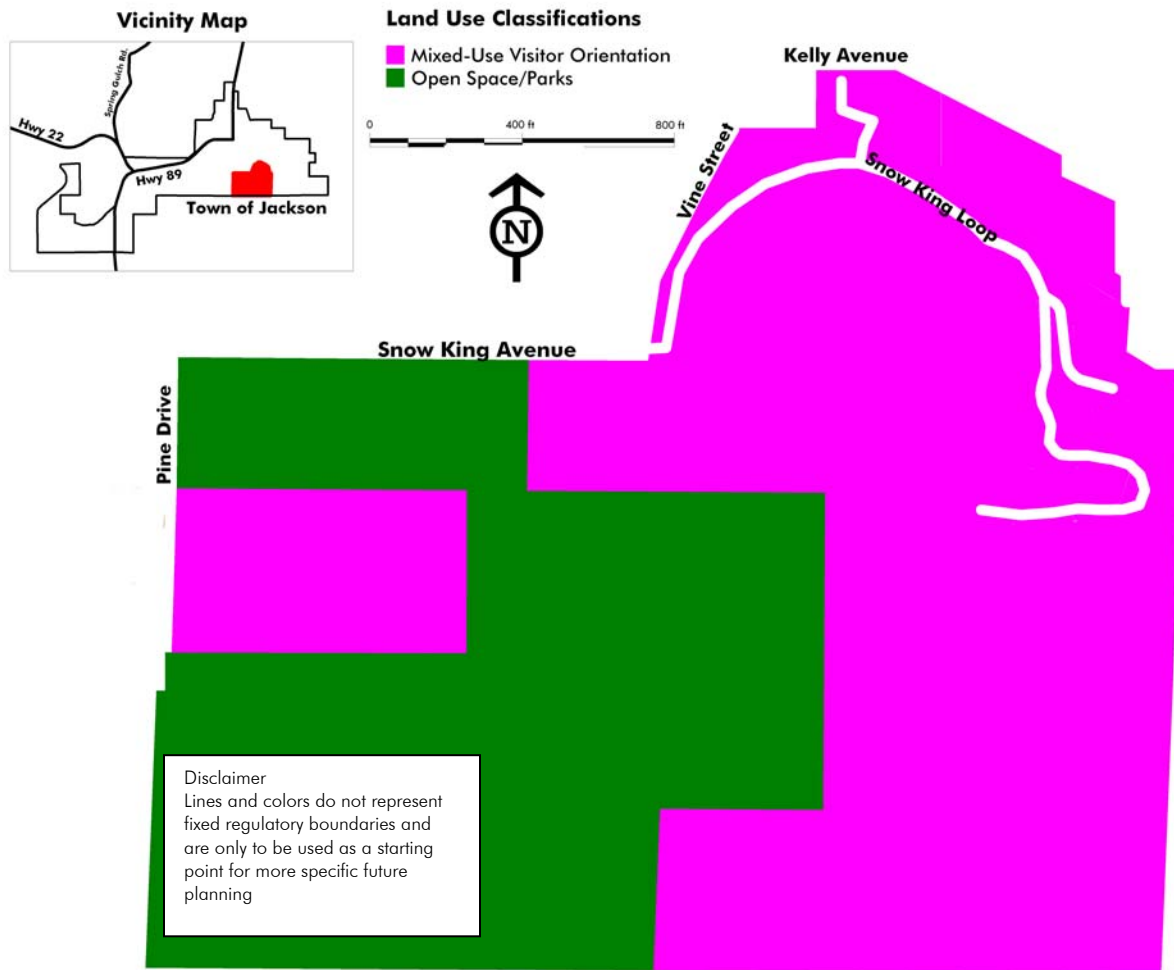 Vicinity Map
Spring Gulch Rd.
Hwy 22
Hwy 89
Town of Jackson
Land Use Classifications
Mixed-Use Visitor Orientation
Open Space/Parks
0
400 ft
800 ft
N
Kelly Avenue
Vine Street
Snow King Loop
Snow King Avenue
Pine Drive
Disclaimer
Lines and colors do not represent
fixed regulatory boundaries and
are only to be used as a starting
point for more specific future
planning